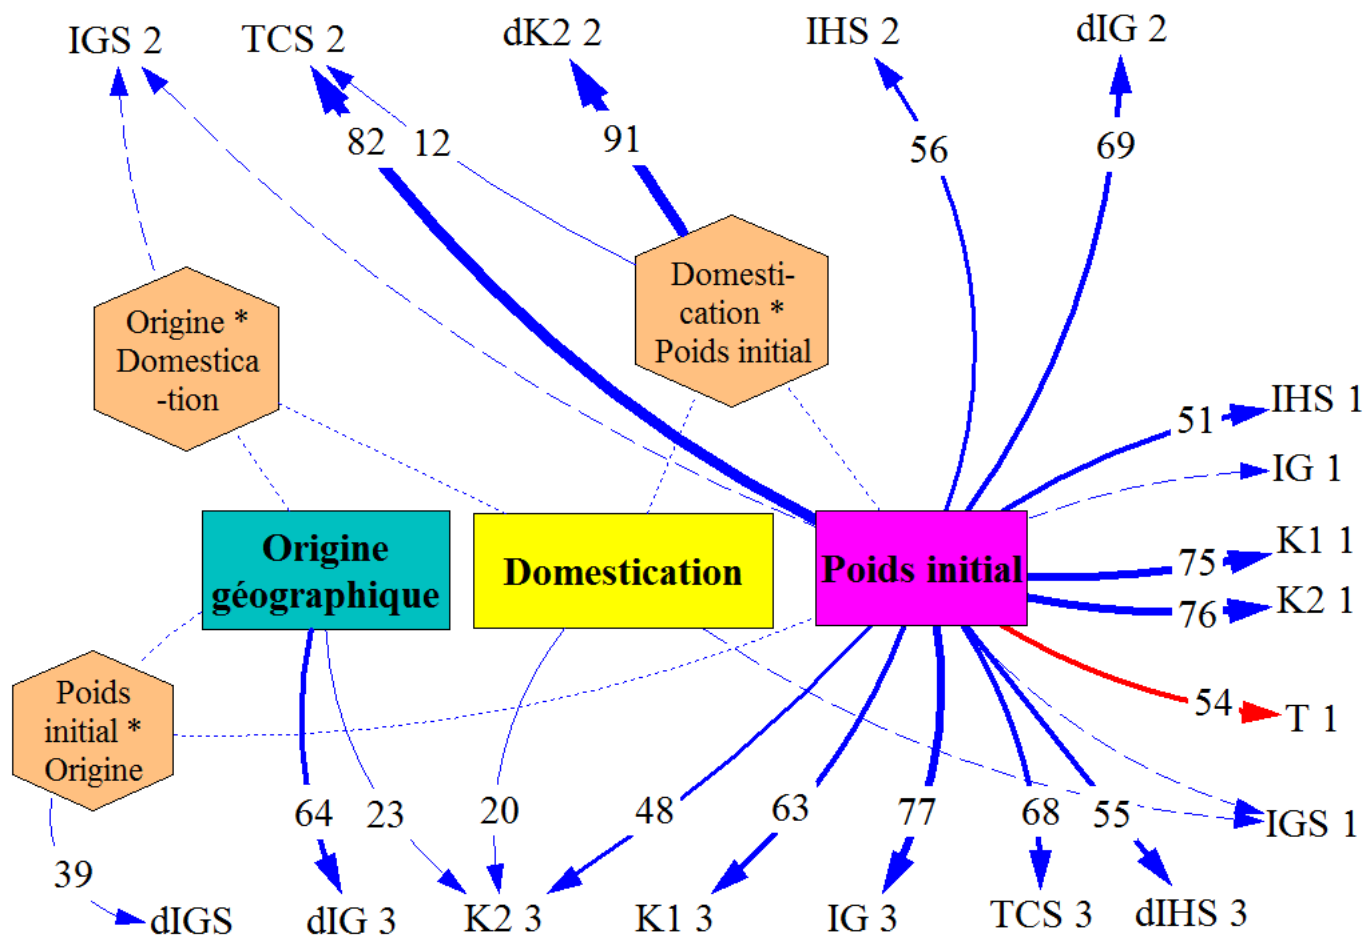 IGS 2
TCS 2
dK2 2
IHS 2
dIG 2
82
12
91
56
69
Domesti-
cation *
Poids initial
Origine *
Domestica
-tion
IHS 1
51
IG 1
Origine
géographique
Domestication
Poids initial
K1 1
75
K2 1
76
54
T 1
Poids
initial *
Origine
64
23
20
48
63
77
68
55
IGS 1
39
dIGS
dIG 3
K2 3
K1 3
IG 3
TCS 3
dIHS 3